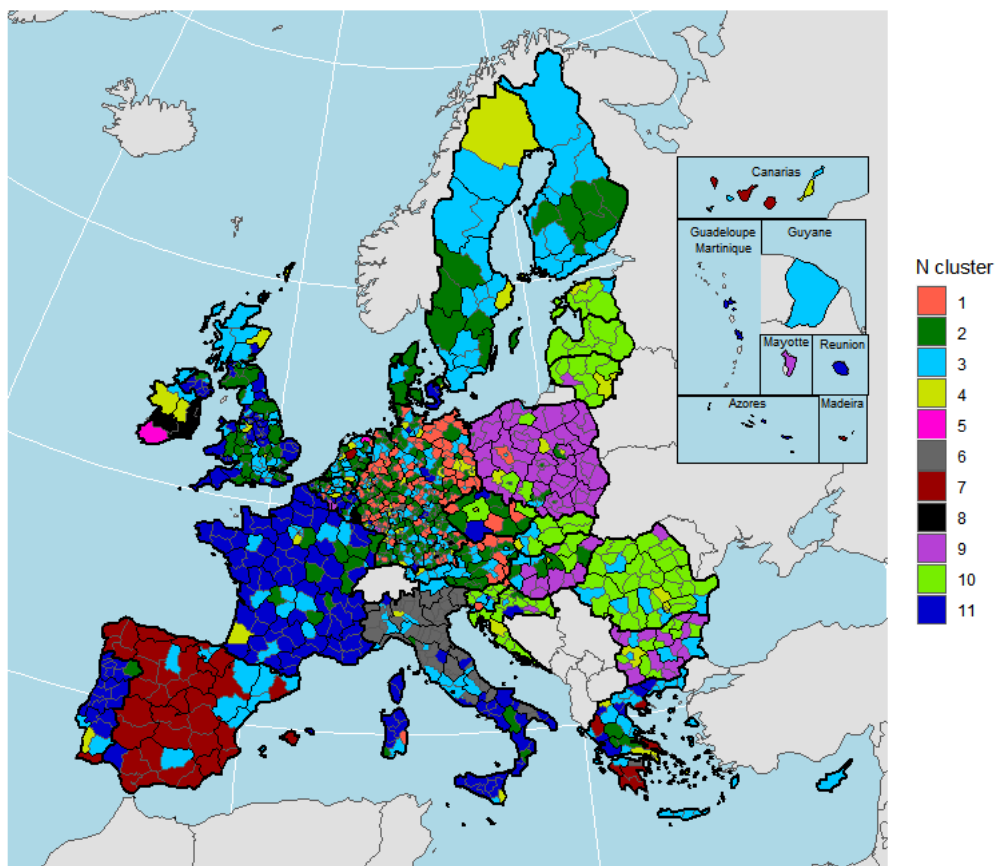 Canarias
Guadeloupe
Martinique
Guyane
Mayotte
Reunion
Azores
Madeira
N cluster
1
2
3
4
5
6
7
8
9
10
11